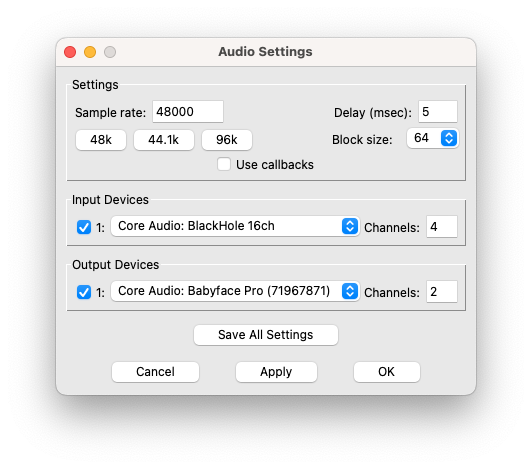 Audio Settings
Settings
Sample rate: 48000 Delay (msec): 5
48k 44.1k 96k Block size: 64
Use callbacks
Input Devices
1: Core Audio: BlackHole 16ch Channels: 4
Output Devices
1: Core Audio: Babyface Pro (71967871) Channels: 2
Save All Settings
Cancel Apply OK